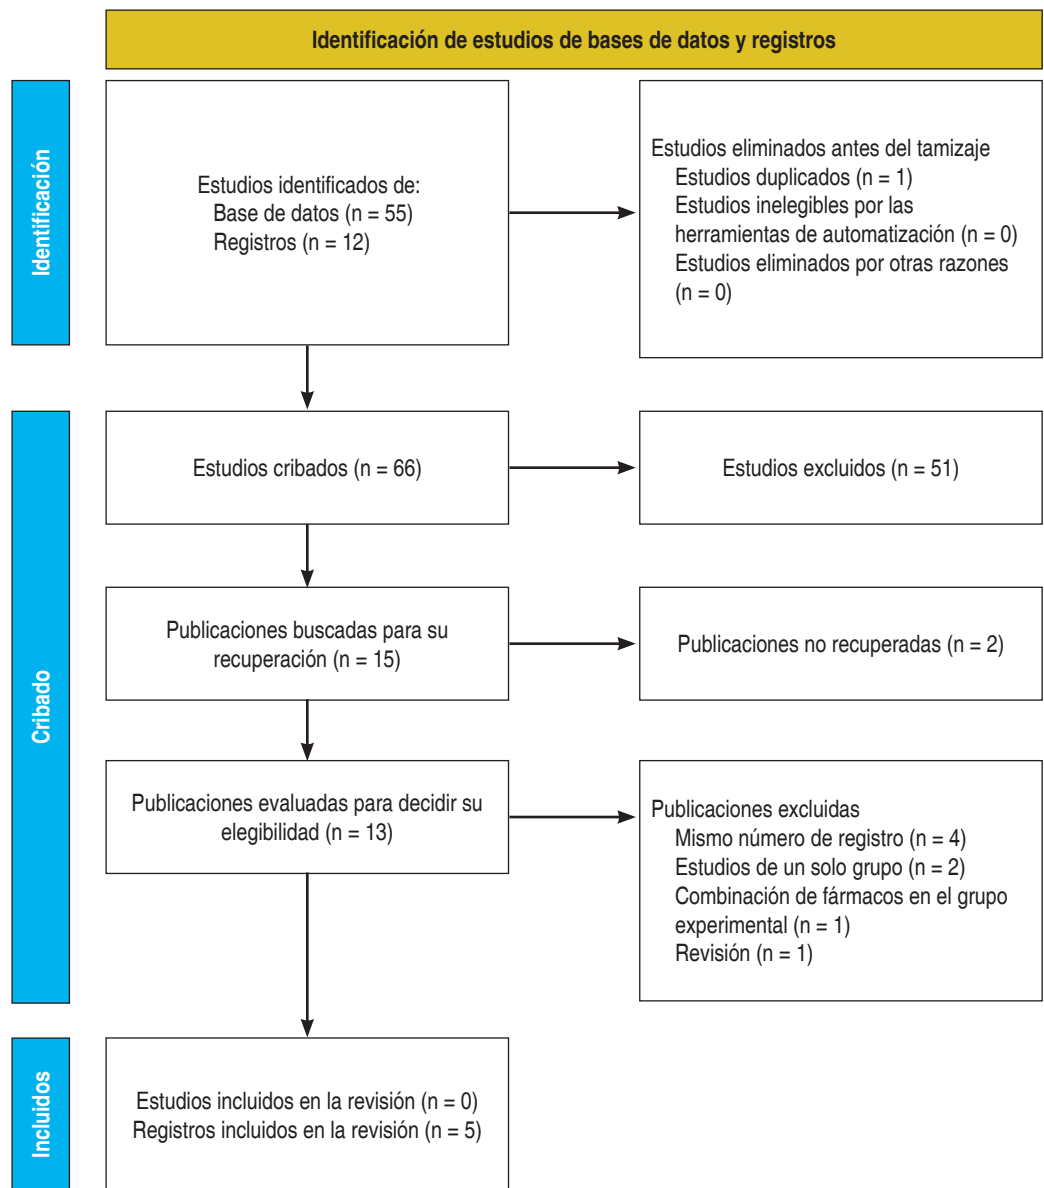 Identificación de estudios de bases de datos y registros
Identificación
Estudios identificados de:
Base de datos (n = 55)
Registros (n = 12)
Estudios eliminados antes del tamizaje
Estudios duplicados (n = 1)
Estudios inelegibles por las
herramientas de automatización (n = 0)
Estudios eliminados por otras razones
(n = 0)
Cribado
Estudios cribados (n = 66)
Estudios excluidos (n = 51)
Publicaciones buscadas para su
recuperación (n = 15)
Publicaciones no recuperadas (n = 2)
Publicaciones evaluadas para decidir su
elegibilidad (n = 13)
Publicaciones excluidas
Mismo número de registro (n = 4)
Estudios de un solo grupo (n = 2)
Combinación de fármacos en el grupo
experimental (n = 1)
Revisión (n = 1)
Incluidos
Estudios incluidos en la revisión (n = 0)
Registros incluidos en la revisión (n = 5)